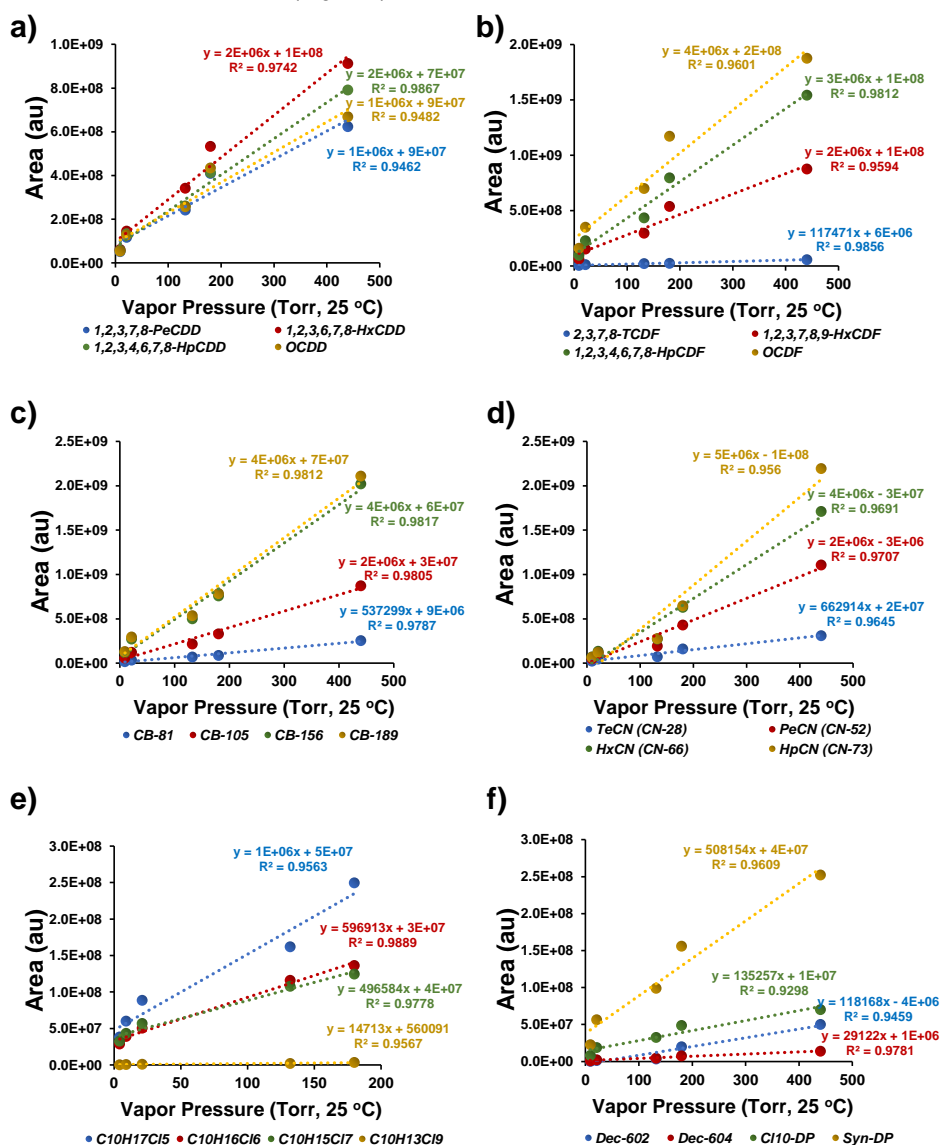 a)
1.0E+09
8.0E+08
6.0E+08
4.0E+08
2.0E+08
0.0E+00
0 100 200 300 400 500
Area (au)
Vapor Pressure (Torr, 25 °C)
y = 2E+06x + 1E+08
R² = 0.9742
y = 2E+06x + 7E+07
R² = 0.9867
y = 1E+06x + 9E+07
R² = 0.9482
y = 1E+06x + 9E+07
R² = 0.9462
1,2,3,7,8-PeCDD 1,2,3,6,7,8-HxCDD
1,2,3,4,6,7,8-HpCDD OCDD
b)
2.0E+09
1.5E+09
1.0E+09
5.0E+08
0.0E+00
0 100 200 300 400 500
Area (au)
Vapor Pressure (Torr, 25 °C)
y = 4E+06x + 2E+08
R² = 0.9601
y = 3E+06x + 1E+08
R² = 0.9812
y = 2E+06x + 1E+08
R² = 0.9594
y = 117471x + 6E+06
R² = 0.9856
2,3,7,8-TCDF 1,2,3,7,8,9-HxCDF
1,2,3,4,6,7,8-HpCDF OCDF
c)
2.5E+09
2.0E+09
1.5E+09
1.0E+09
5.0E+08
0.0E+00
0 100 200 300 400 500
Area (au)
Vapor Pressure (Torr, 25 °C)
y = 4E+06x + 7E+07
R² = 0.9812
y = 4E+06x + 6E+07
R² = 0.9817
y = 2E+06x + 3E+07
R² = 0.9805
y = 537299x + 9E+06
R² = 0.9787
CB-81 CB-105 CB-156 CB-189
d)
2.5E+09
2.0E+09
1.5E+09
1.0E+09
5.0E+08
0.0E+00
0 100 200 300 400 500
Area (au)
Vapor Pressure (Torr, 25 °C)
y = 5E+06x - 1E+08
R² = 0.956
y = 4E+06x - 3E+07
R² = 0.9691
y = 2E+06x - 3E+06
R² = 0.9707
y = 662914x + 2E+07
R² = 0.9645
TeCN (CN-28) PeCN (CN-52)
HxCN (CN-66) HpCN (CN-73)
e)
3.0E+08
2.5E+08
2.0E+08
1.5E+08
1.0E+08
5.0E+07
0.0E+00
0 50 100 150 200
Area (au)
Vapor Pressure (Torr, 25 °C)
y = 1E+06x + 5E+07
R² = 0.9563
y = 596913x + 3E+07
R² = 0.9889
y = 496584x + 4E+07
R² = 0.9778
y = 14713x + 560091
R² = 0.9567
C10H17Cl5 C10H16Cl6 C10H15Cl7 C10H13Cl9
f)
3.0E+08
2.5E+08
2.0E+08
1.5E+08
1.0E+08
5.0E+07
0.0E+00
0 100 200 300 400 500
Area (au)
Vapor Pressure (Torr, 25 °C)
y = 508154x + 4E+07
R² = 0.9609
y = 135257x + 1E+07
R² = 0.9298
y = 118168x - 4E+06
R² = 0.9459
y = 29122x + 1E+06
R² = 0.9781
Dec-602 Dec-604 Cl10-DP Syn-DP